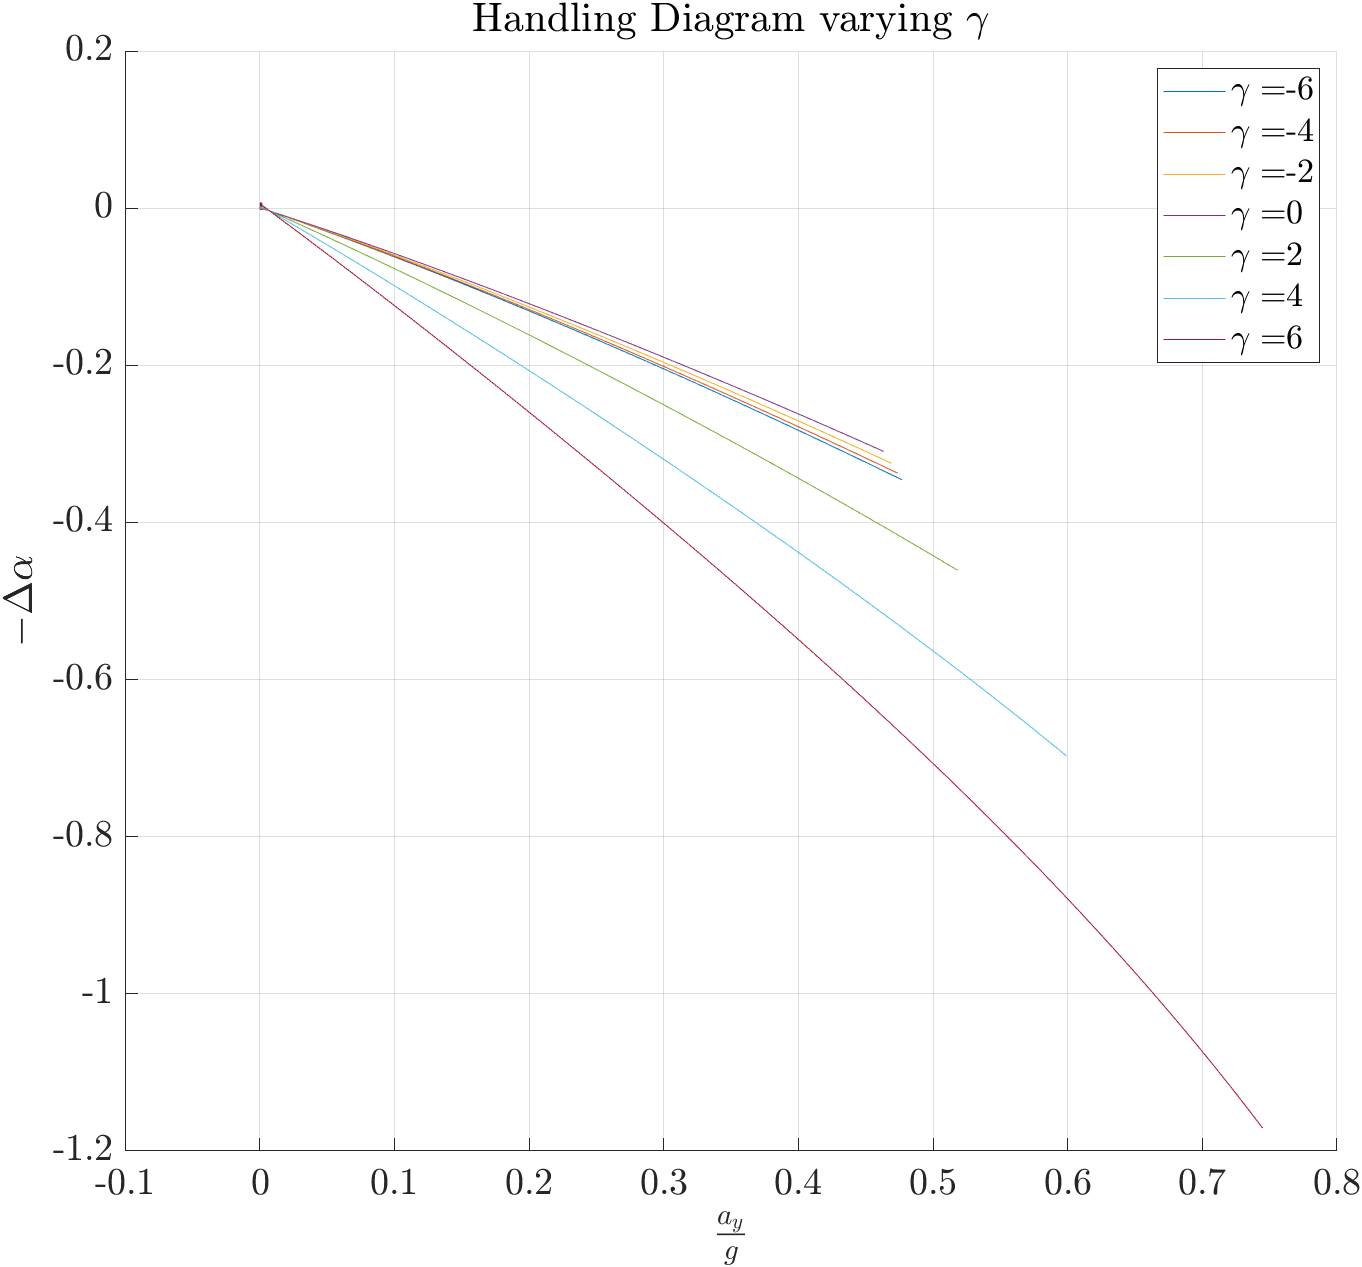 Handling Diagram varying γ
0.2
0
-0.2
-0.4
-0.6
-0.8
-1
-1.2
-0.1 0 0.1 0.2 0.3 0.4 0.5 0.6 0.7 0.8
−Δα
a_y
g
γ =-6
γ =-4
γ =-2
γ =0
γ =2
γ =4
γ =6